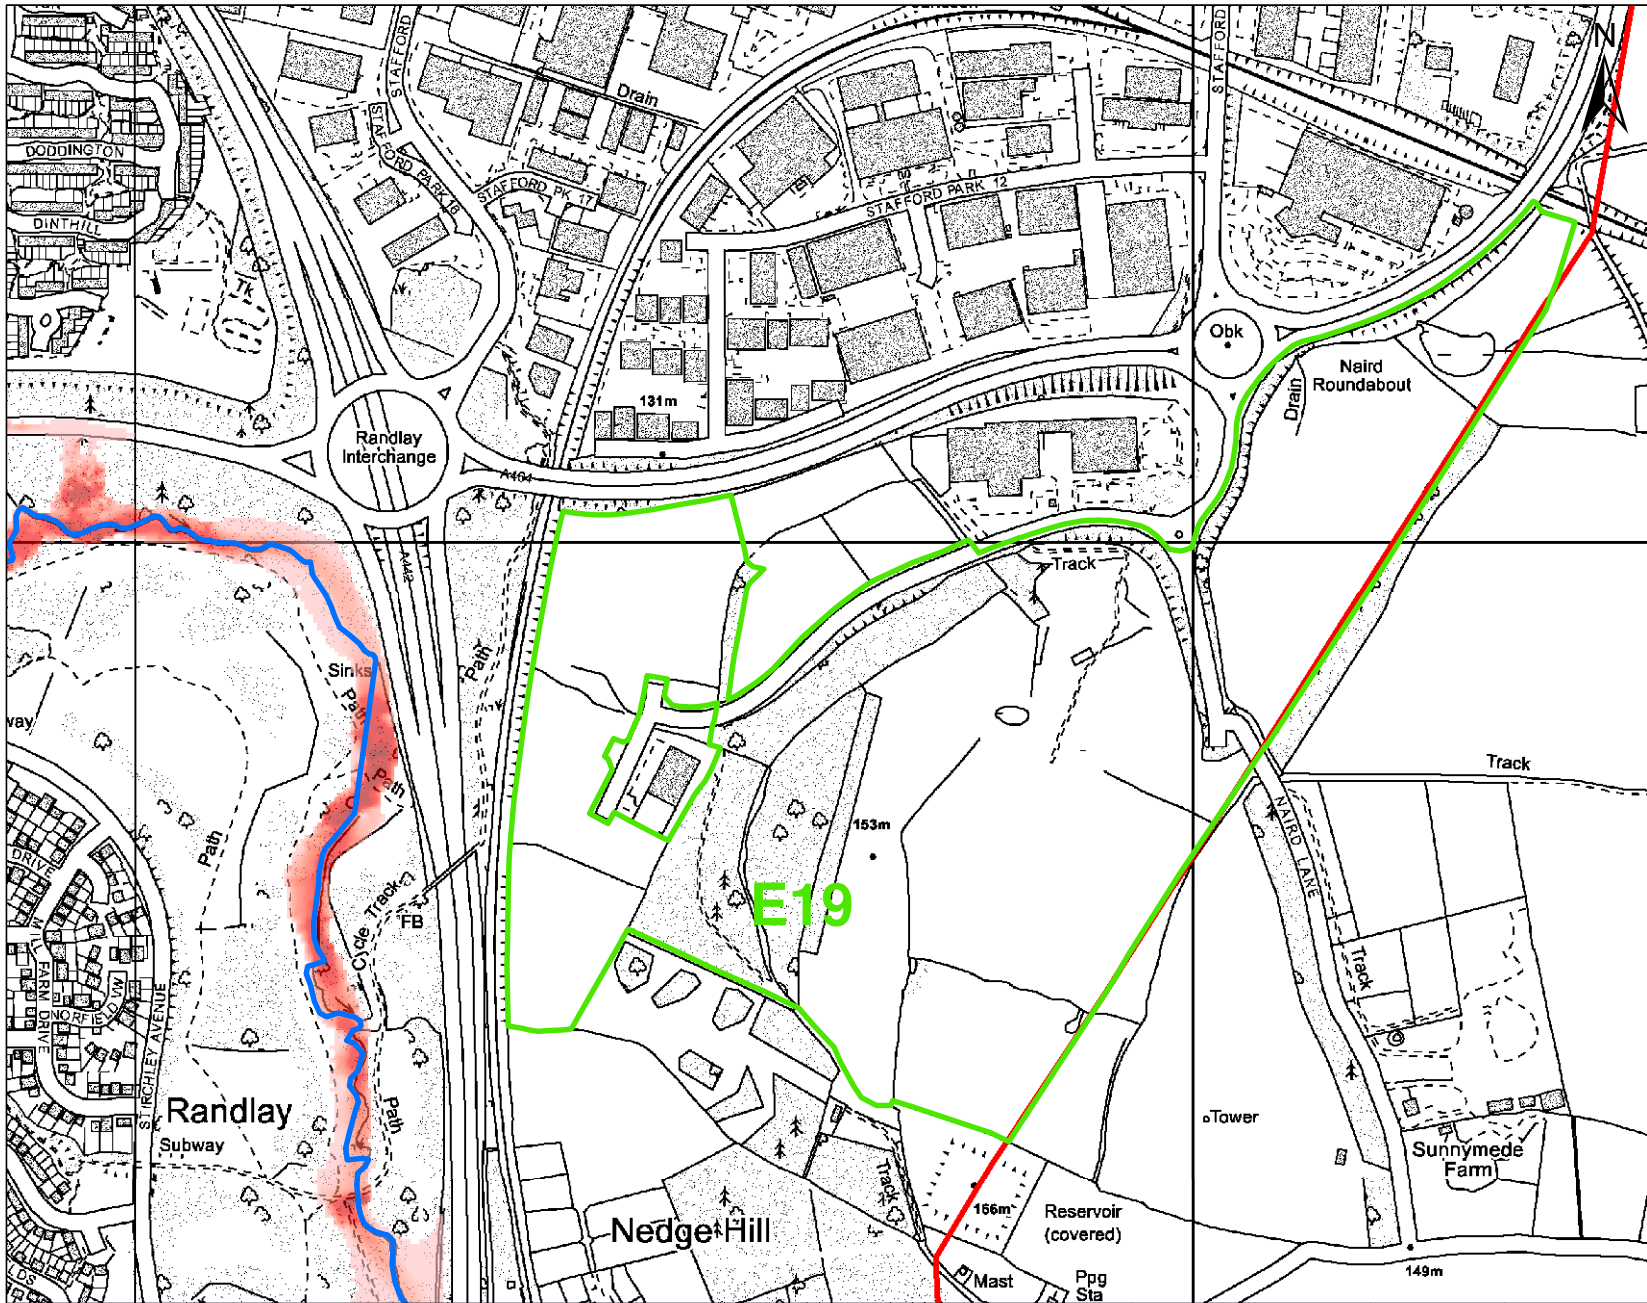 STAFFORD
STAFFORD
N
Drain
DODDINGTON
STAFFORD PARK 18
STAFFORD PK 17
STAFFORD PARK 12
DINTHILL
Tk
Obk
Naird
Roundabout
Drain
131m
Randlay
Interchange
A464
A442
Track
Sinks
Path
Path
Path
way
Path
Track
153m
NAIRD LANE
DRIVE
MILL
FARM DRIVE
NORFIELD VW
STIRCHLEY AVENUE
Cycle Track
FB
E19
Track
Randlay
Subway
Path
Tower
Sunnymede
Farm
Track
156m
Reservoir
(covered)
Nedge Hill
Mast
Ppg
Sta
149m
LDS